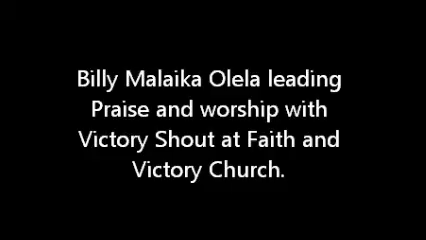 Billy Malaika Olela leading
Praise and worship with
Victory Shout at Faith and
Victory Church.